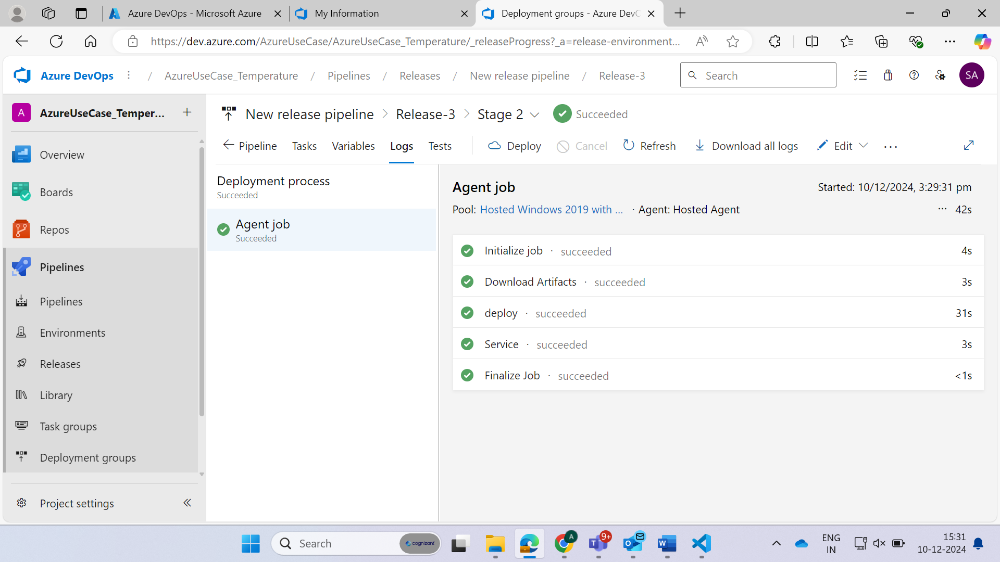 Azure DevOps - Microsoft Azure
My Information
Deployment groups - Azure DevO
https://dev.azure.com/AzureUseCase/AzureUseCase_Temperature/_releaseProgress?_a=release-environment...
Azure DevOps / AzureUseCase_Temperature / Pipelines / Releases / New release pipeline / Release-3
Search
SA
A AzureUseCase_Temper... +
Overview
Boards
Repos
Pipelines
Pipelines
Environments
Releases
Library
Task groups
Deployment groups
Project settings
New release pipeline > Release-3 > Stage 2 Succeeded
Pipeline Tasks Variables Logs Tests Deploy Cancel Refresh Download all logs Edit ...
Deployment process
Succeeded
Agent job
Succeeded
Agent job Started: 10/12/2024, 3:29:31 pm
Pool: Hosted Windows 2019 with ... · Agent: Hosted Agent ... 42s
Initialize job · succeeded 4s
Download Artifacts · succeeded 3s
deploy · succeeded 31s
Service · succeeded 3s
Finalize Job · succeeded <1s
Search cognizant
A
9+
ENG
IN
15:31
10-12-2024